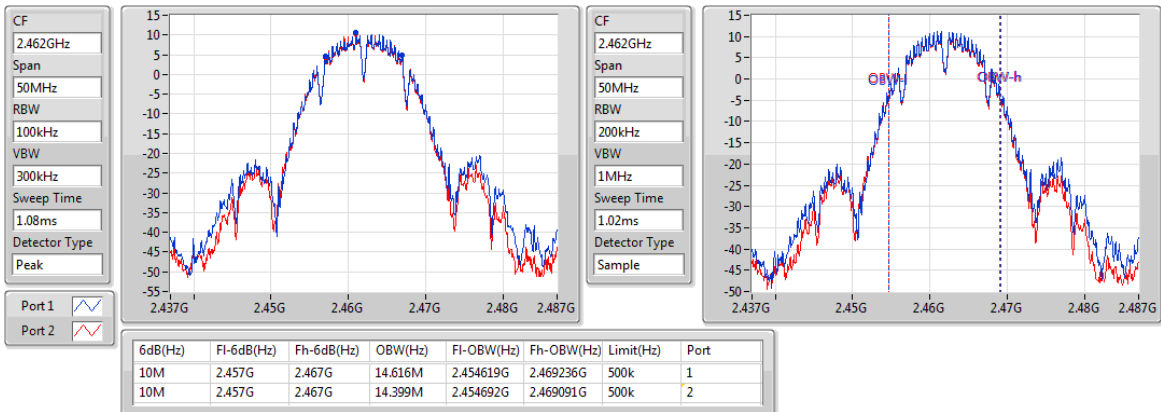 CF
2.462GHz
Span
50MHz
RBW
100kHz
VBW
300kHz
Sweep Time
1.08ms
Detector Type
Peak
Port 1
Port 2
15
10
5
0
-5
-10
-15
-20
-25
-30
-35
-40
-45
-50
-55
2.437G 2.45G 2.46G 2.47G 2.48G 2.487G
CF
2.462GHz
Span
50MHz
RBW
200kHz
VBW
1MHz
Sweep Time
1.02ms
Detector Type
Sample
15
10
5
0
-5
-10
-15
-20
-25
-30
-35
-40
-45
-50
OBW-l OBW-h
2.437G 2.45G 2.46G 2.47G 2.48G 2.487G
6dB(Hz) Fl-6dB(Hz) Fh-6dB(Hz) OBW(Hz) Fl-OBW(Hz) Fh-OBW(Hz) Limit(Hz) Port
10M 2.457G 2.467G 14.616M 2.454619G 2.469236G 500k 1
10M 2.457G 2.467G 14.399M 2.454692G 2.469091G 500k 2